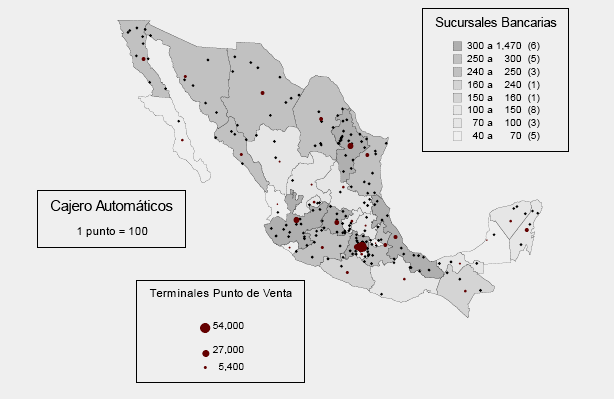 Sucursales Bancarias
300 a 1,470 (6)
250 a 300 (5)
240 a 250 (3)
160 a 240 (1)
150 a 160 (1)
100 a 150 (8)
70 a 100 (3)
40 a 70 (5)
Cajero Automáticos
1 punto = 100
Terminales Punto de Venta
54,000
27,000
5,400